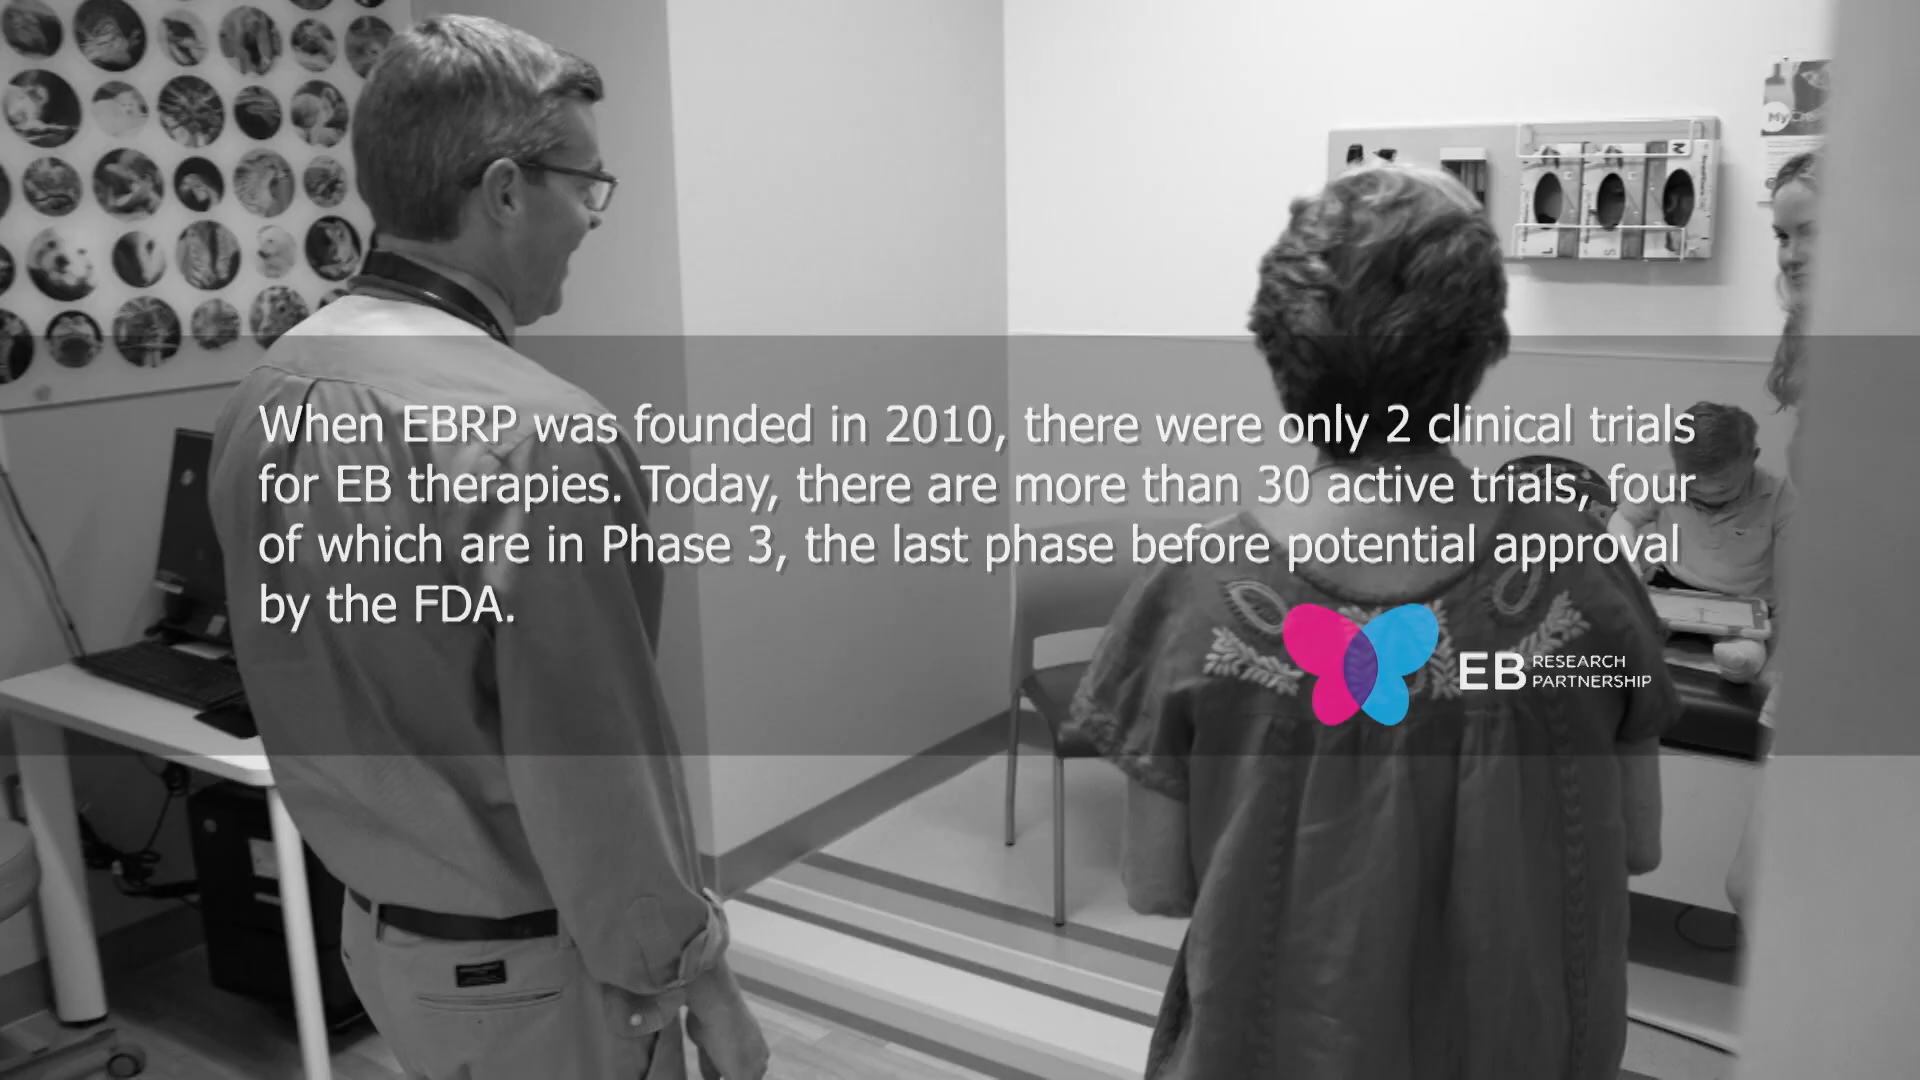 My
When EBRP was founded in 2010, there were only 2 clinical trials
for EB therapies. Today, there are more than 30 active trials, four
of which are in Phase 3, the last phase before potential approval
by the FDA.
EB RESEARCH
PARTNERSHIP